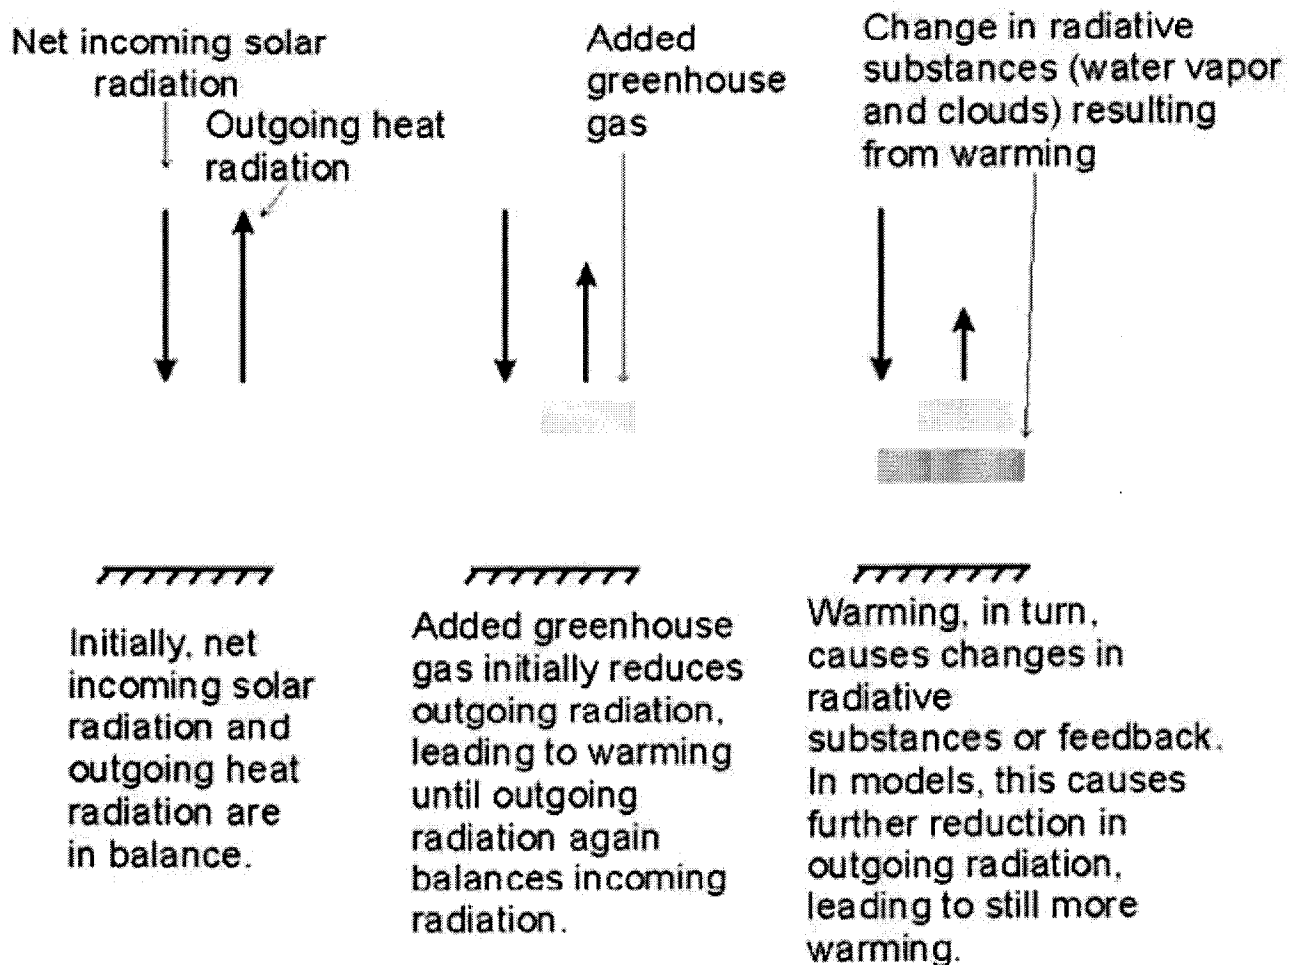 Net incoming solar
radiation
Outgoing heat
radiation
Added
greenhouse
gas
Change in radiative
substances (water vapor
and clouds) resulting
from warming
Initially, net
incoming solar
radiation and
outgoing heat
radiation are
in balance.
Added greenhouse
gas initially reduces
outgoing radiation,
leading to warming
until outgoing
radiation again
balances incoming
radiation.
Warming, in turn,
causes changes in
radiative
substances or feedback.
In models, this causes
further reduction in
outgoing radiation,
leading to still more
warming.